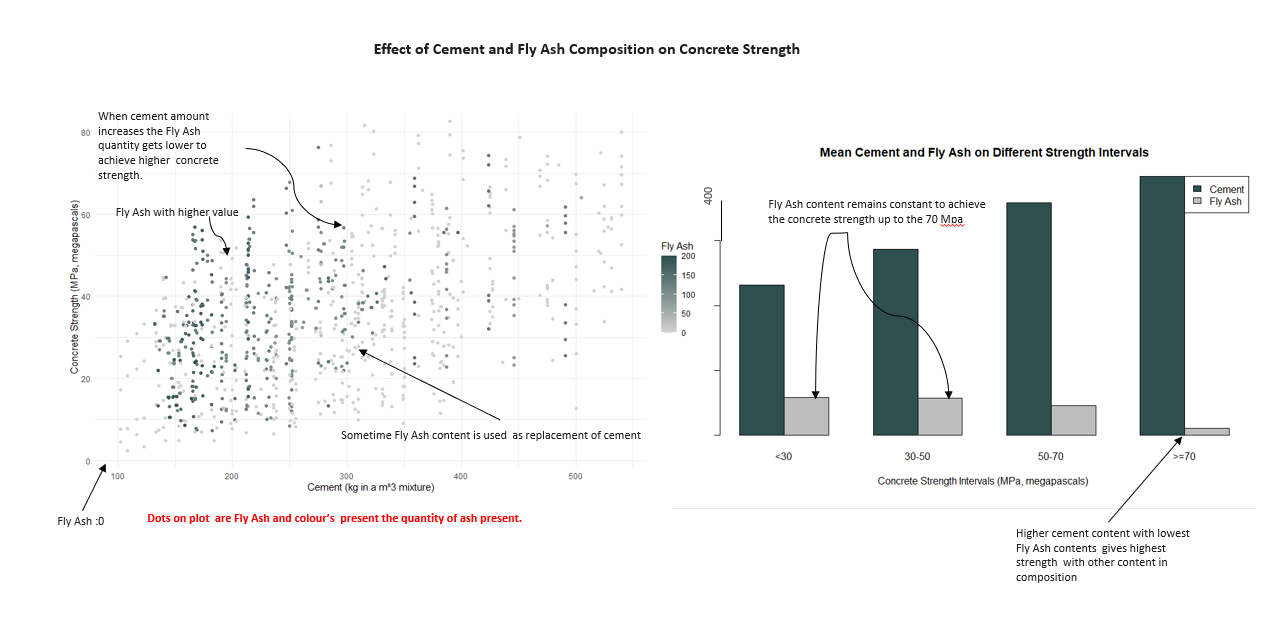 Effect of Cement and Fly Ash Composition on Concrete Strength
When cement amount
increases the Fly Ash
quantity gets lower to
achieve higher concrete
strength.
Fly Ash with higher value
Concrete Strength (MPa, megapascals)
80
60
40
20
0
100
200
300
400
500
Cement (kg in a m^3 mixture)
Sometime Fly Ash content is used as replacement of cement
Fly Ash :0
Dots on plot are Fly Ash and colour’s present the quantity of ash present.
Fly Ash
200
150
100
50
0
Mean Cement and Fly Ash on Different Strength Intervals
400
Cement
Fly Ash
Fly Ash content remains constant to achieve
the concrete strength up to the 70 Mpa
<30
30-50
50-70
>=70
Concrete Strength Intervals (MPa, megapascals)
Higher cement content with lowest
Fly Ash contents gives highest
strength with other content in
composition